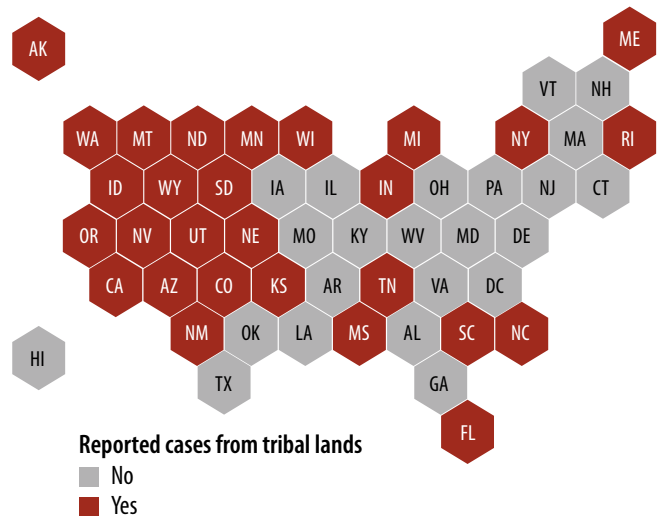 ME
AK
VT NH
WA MT ND MN WI MI NY MA RI
ID WY SD IA IL IN OH PA NJ CT
OR NV UT NE MO KY WV MD DE
CA AZ CO KS AR TN VA DC
NM OK LA MS AL SC NC
HI
TX GA
FL
Reported cases from tribal lands
No
Yes